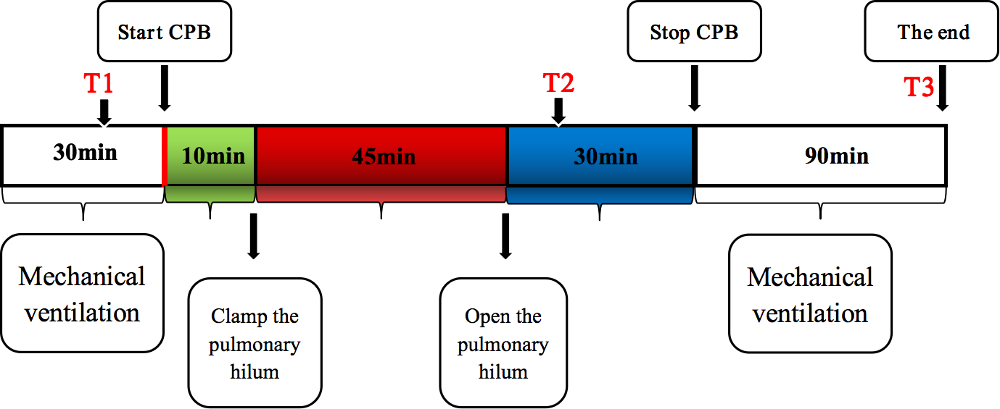 Start CPB
Stop CPB
The end
T1
T2
T3
30min
10min
45min
30min
90min
Mechanical
ventilation
Clamp the
pulmonary
hilum
Open the
pulmonary
hilum
Mechanical
ventilation